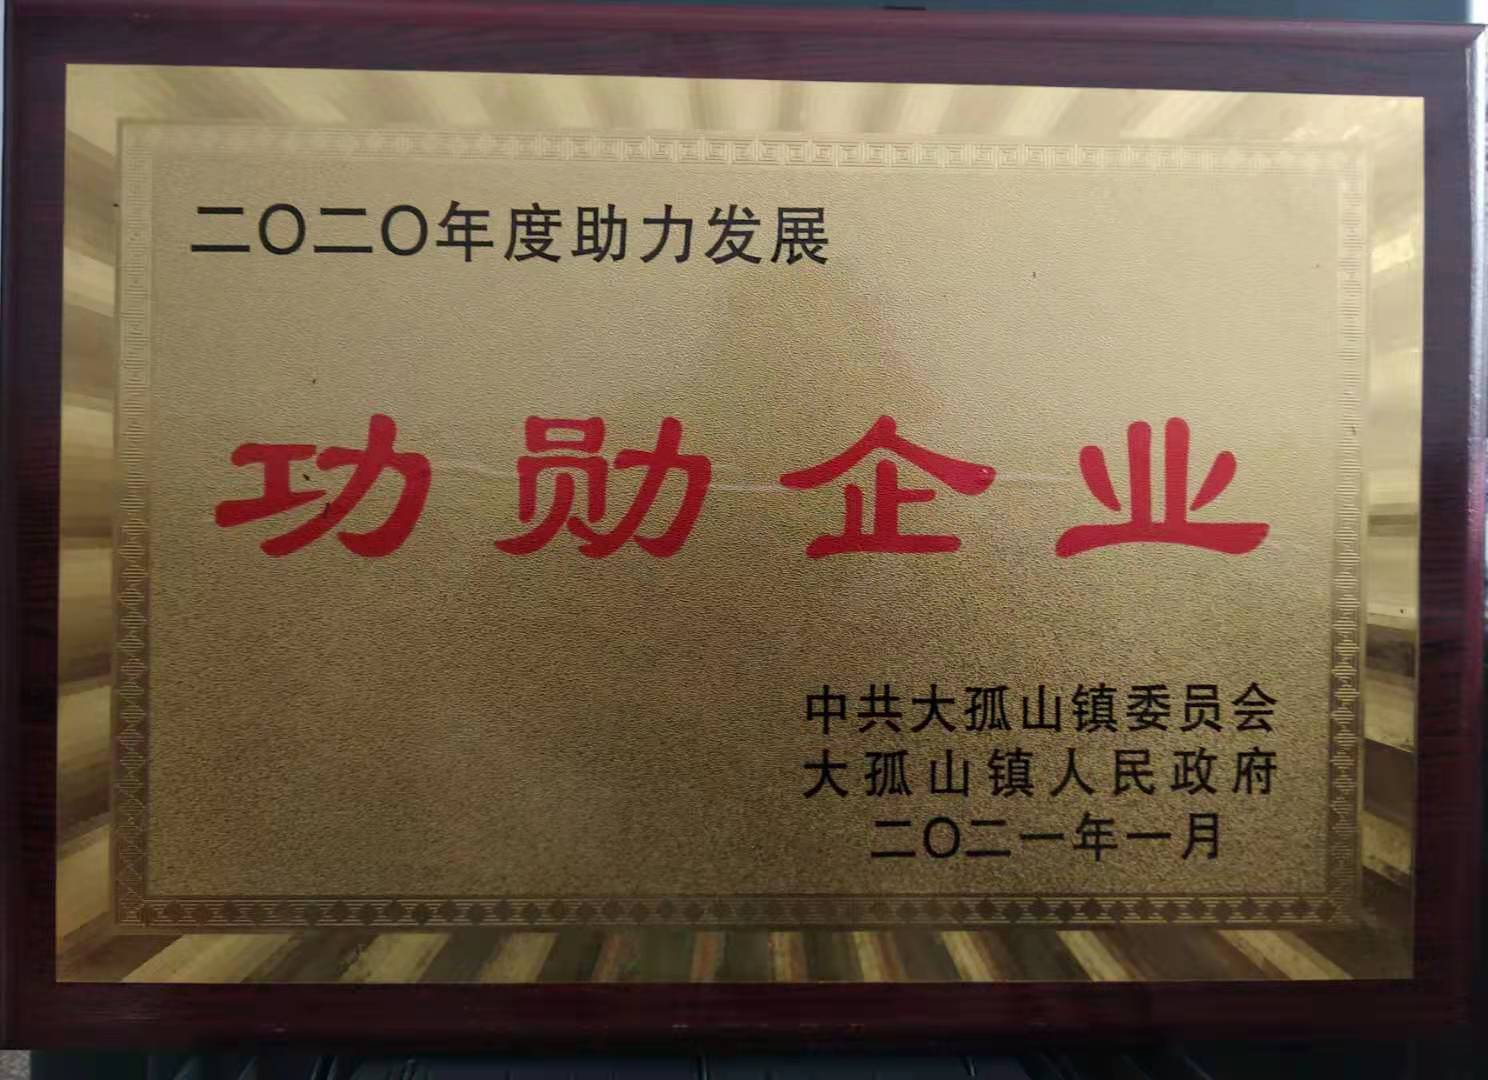 二〇二〇年度助力发展
功勋企业
中共大孤山镇委员会
大孤山镇人民政府
二〇二一年一月